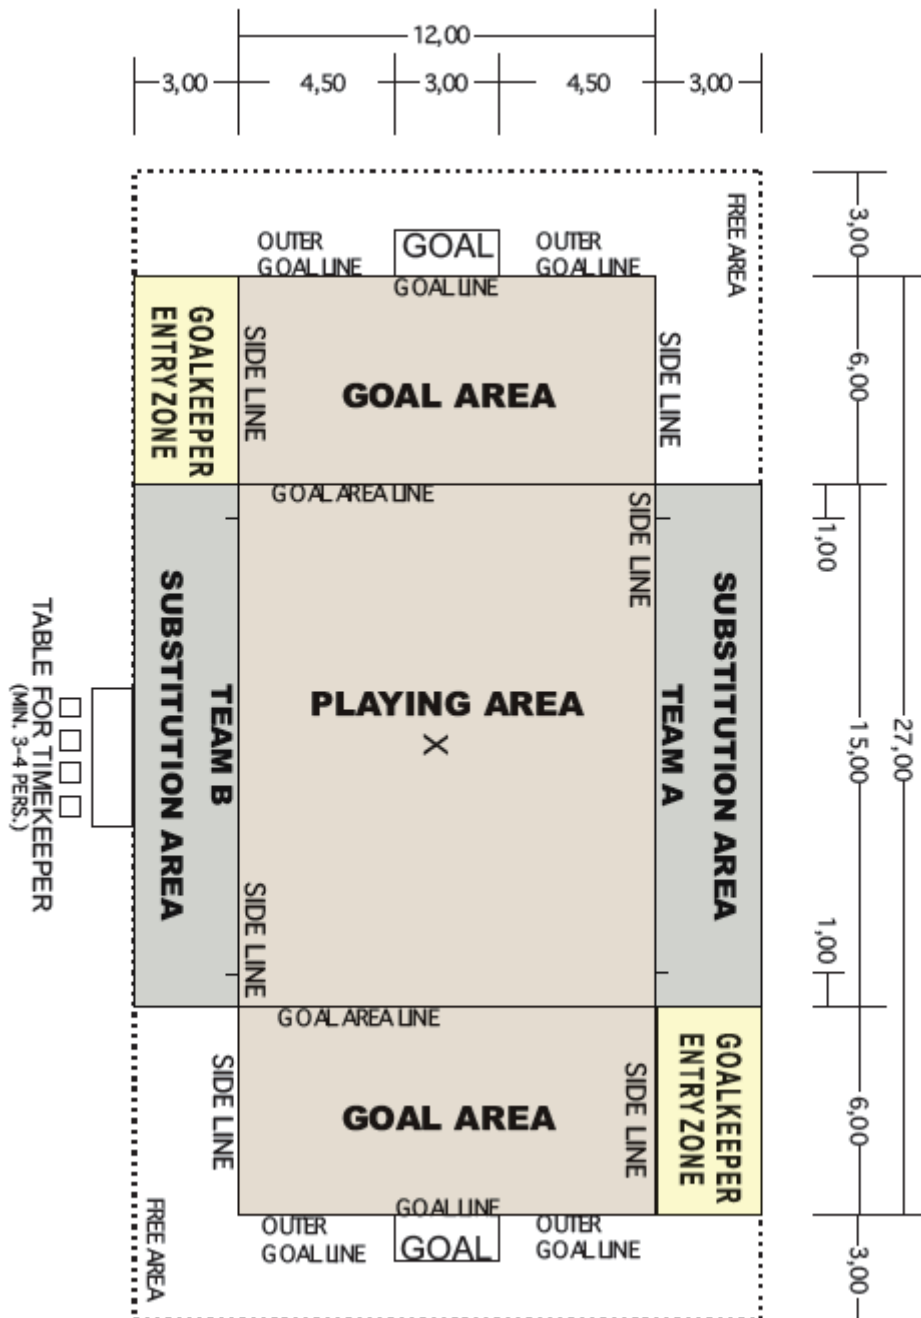 12,00
3,00
4,50
3,00
4,50
3,00
FREE AREA
3,00
OUTER
GOAL LINE
GOAL
OUTER
GOAL LINE
GOAL LINE
GOALKEEPER
ENTRYZONE
SIDE LINE
GOAL AREA
SIDE LINE
6,00
GOAL AREA LINE
SIDE LINE
1,00
TABLE FOR TIMEKEEPER
(MIN. 3-4 PERS.)
SUBSTITUTION AREA
TEAM B
PLAYING AREA
X
TEAM A
SUBSTITUTION AREA
15,00
27,00
SIDE LINE
1,00
GOAL AREA LINE
SIDE LINE
GOAL AREA
SIDE LINE
GOALKEEPER
ENTRYZONE
6,00
FREE AREA
GOAL LINE
OUTER
GOAL LINE
GOAL
OUTER
GOAL LINE
3,00